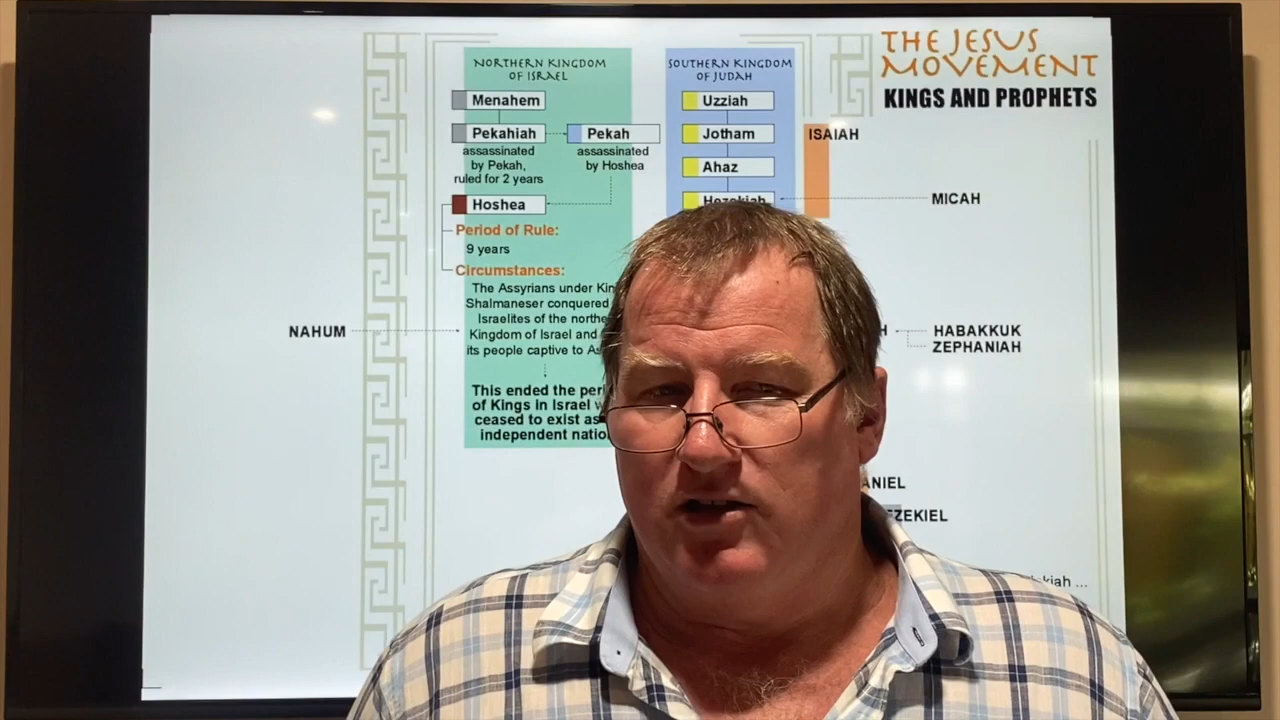 THE JESUS
MOVEMENT
KINGS AND PROPHETS
NORTHERN KINGDOM
OF ISRAEL
Menahem
Pekahiah
assassinated
by Pekah,
ruled for 2 years
Pekah
assassinated
by Hoshea
Hoshea
Period of Rule:
9 years
Circumstances:
The Assyrians under
Shalmaneser conquered
Israelites of the
Kingdom of Israel and
its people captive to
This ended the
of Kings in Israel
ceased to exist as
independent
NAHUM
SOUTHERN KINGDOM
OF JUDAH
Uzziah
Jotham
Ahaz
Hezekiah
ISAIAH
MICAH
HABAKKUK
ZEPHANIAH